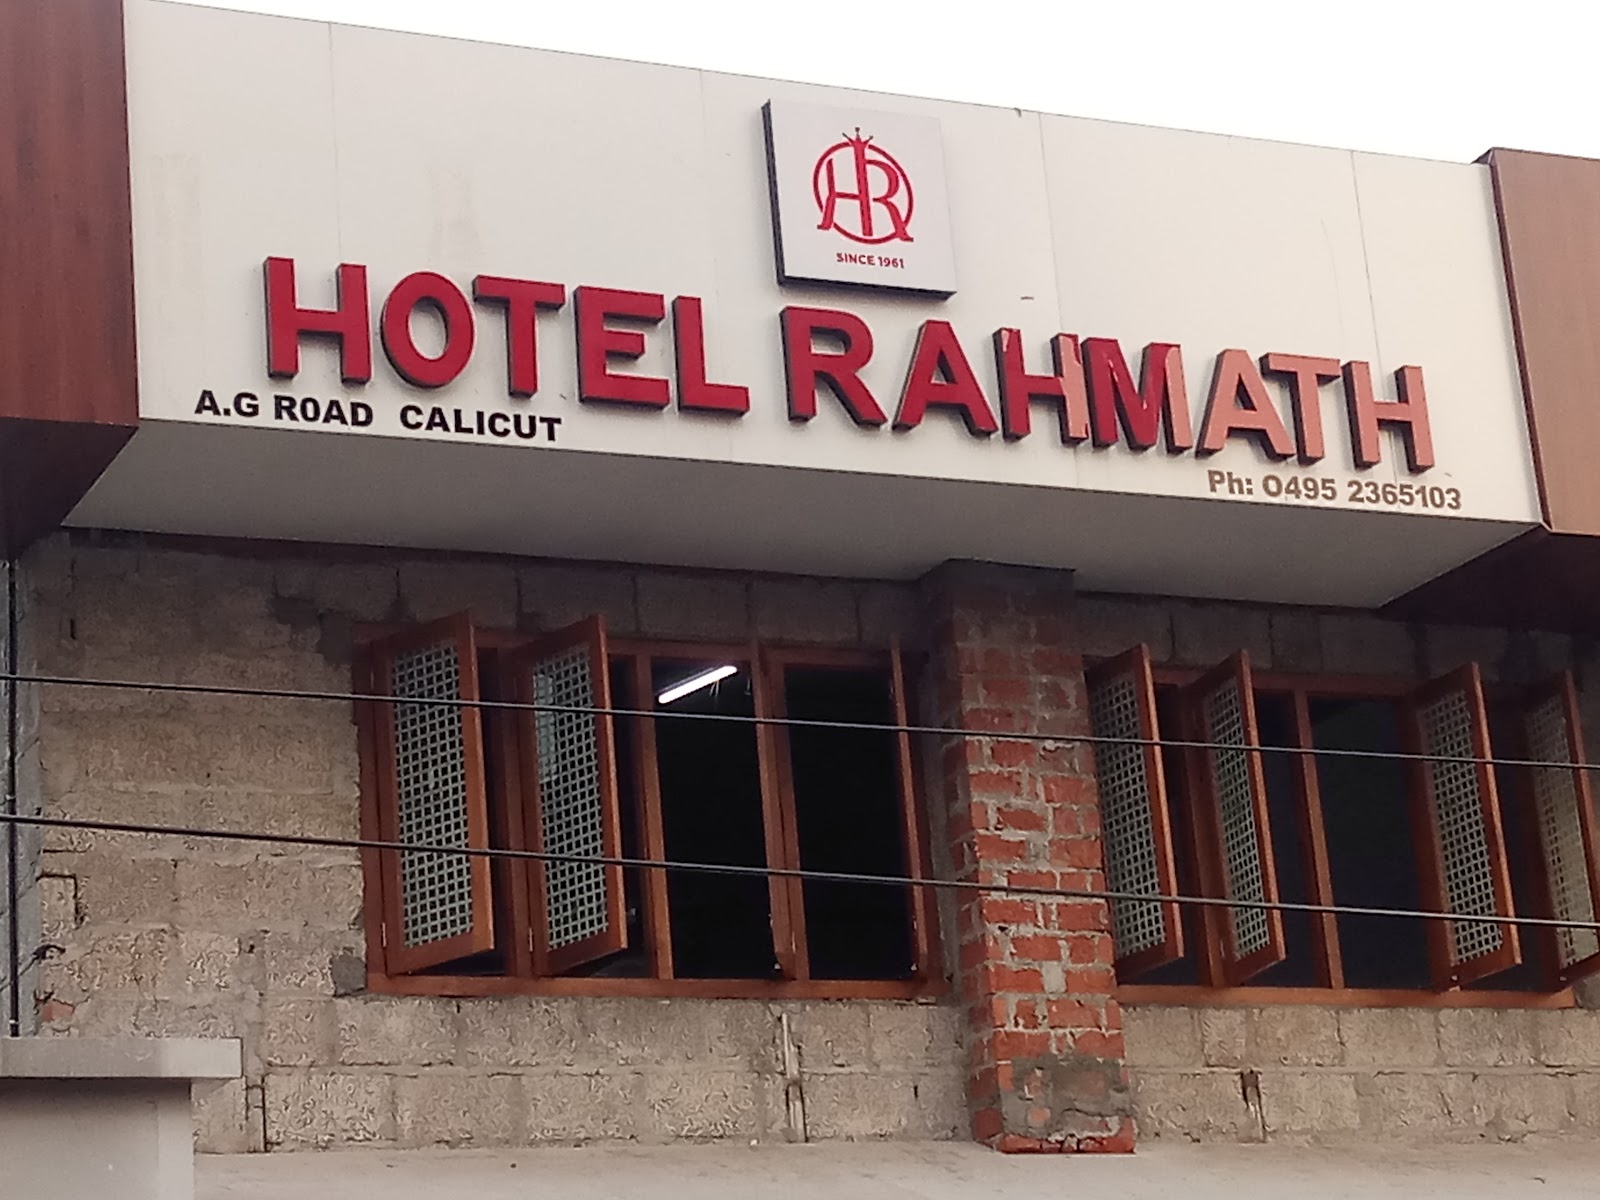 HR
SINCE 1961
HOTEL RAHMATH
A.G ROAD CALICUT
Ph: 0495 2365103